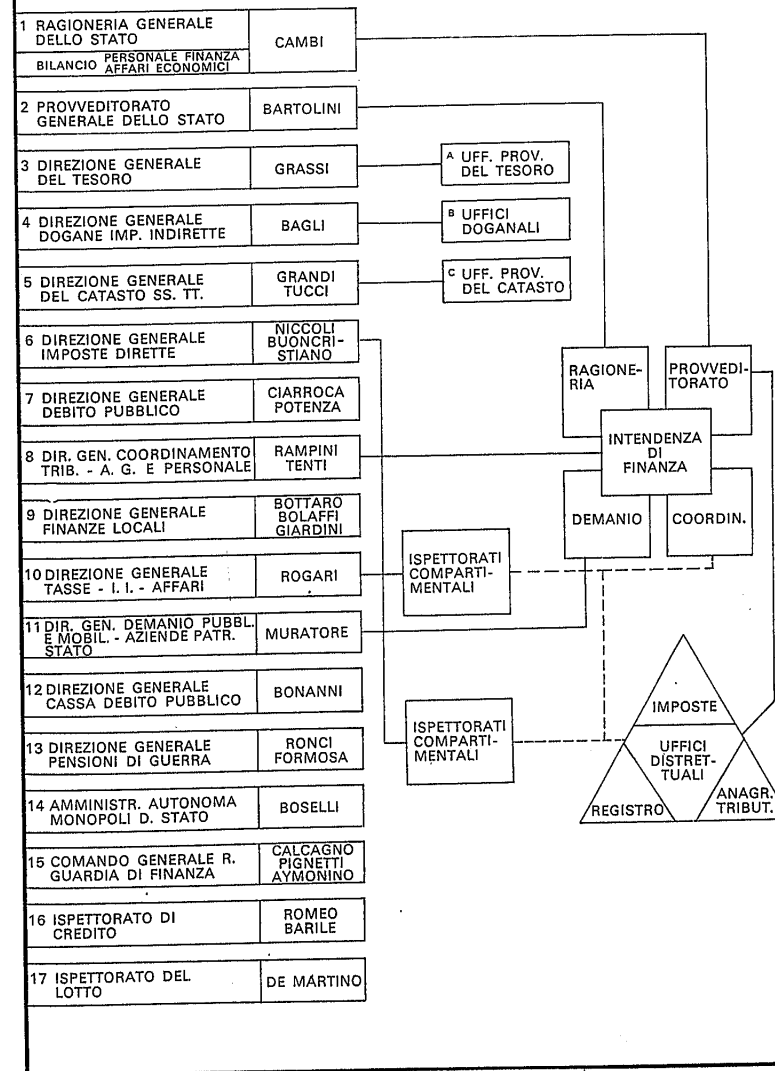 1 RAGIONERIA GENERALE
DELLO STATO
BILANCIO PERSONALE FINANZA
AFFARI ECONOMICI
CAMBI
2 PROVVEDITORATO
GENERALE DELLO STATO
BARTOLINI
3 DIREZIONE GENERALE
DEL TESORO
GRASSI
A UFF. PROV.
DEL TESORO
4 DIREZIONE GENERALE
DOGANE IMP. INDIRETTE
BAGLI
B UFFICI
DOGANALI
5 DIREZIONE GENERALE
DEL CATASTO SS. TT.
GRANDI
TUCCI
C UFF. PROV.
DEL CATASTO
6 DIREZIONE GENERALE
IMPOSTE DIRETTE
NICCOLI
BUONCRI-
STIANO
7 DIREZIONE GENERALE
DEBITO PUBBLICO
CIARROCA
POTENZA
8 DIR. GEN. COORDINAMENTO
TRIB. - A. G. E PERSONALE
RAMPINI
TENTI
9 DIREZIONE GENERALE
FINANZE LOCALI
BOTTARO
BOLAFFI
GIARDINI
10 DIREZIONE GENERALE
TASSE - I. I. - AFFARI
ROGARI
11 DIR. GEN. DEMANIO PUBBL.
E MOBIL. - AZIENDE PATR.
STATO
MURATORE
12 DIREZIONE GENERALE
CASSA DEBITO PUBBLICO
BONANNI
13 DIREZIONE GENERALE
PENSIONI DI GUERRA
RONCI
FORMOSA
14 AMMINISTR. AUTONOMA
MONOPOLI D. STATO
BOSELLI
15 COMANDO GENERALE R.
GUARDIA DI FINANZA
CALCAGNO
PIGNETTI
AYMONINO
16 ISPETTORATO DI
CREDITO
ROMEO
BARILE
17 ISPETTORATO DEL
LOTTO
DE MARTINO
RAGIONE-
RIA
PROVVEDI-
TORATO
INTENDENZA
DI
FINANZA
DEMANIO
COORDIN.
ISPETTORATI
COMPARTI-
MENTALI
ISPETTORATI
COMPARTI-
MENTALI
IMPOSTE
UFFICI
DISTRET-
TUALI
REGISTRO
ANAGR.
TRIBUT.